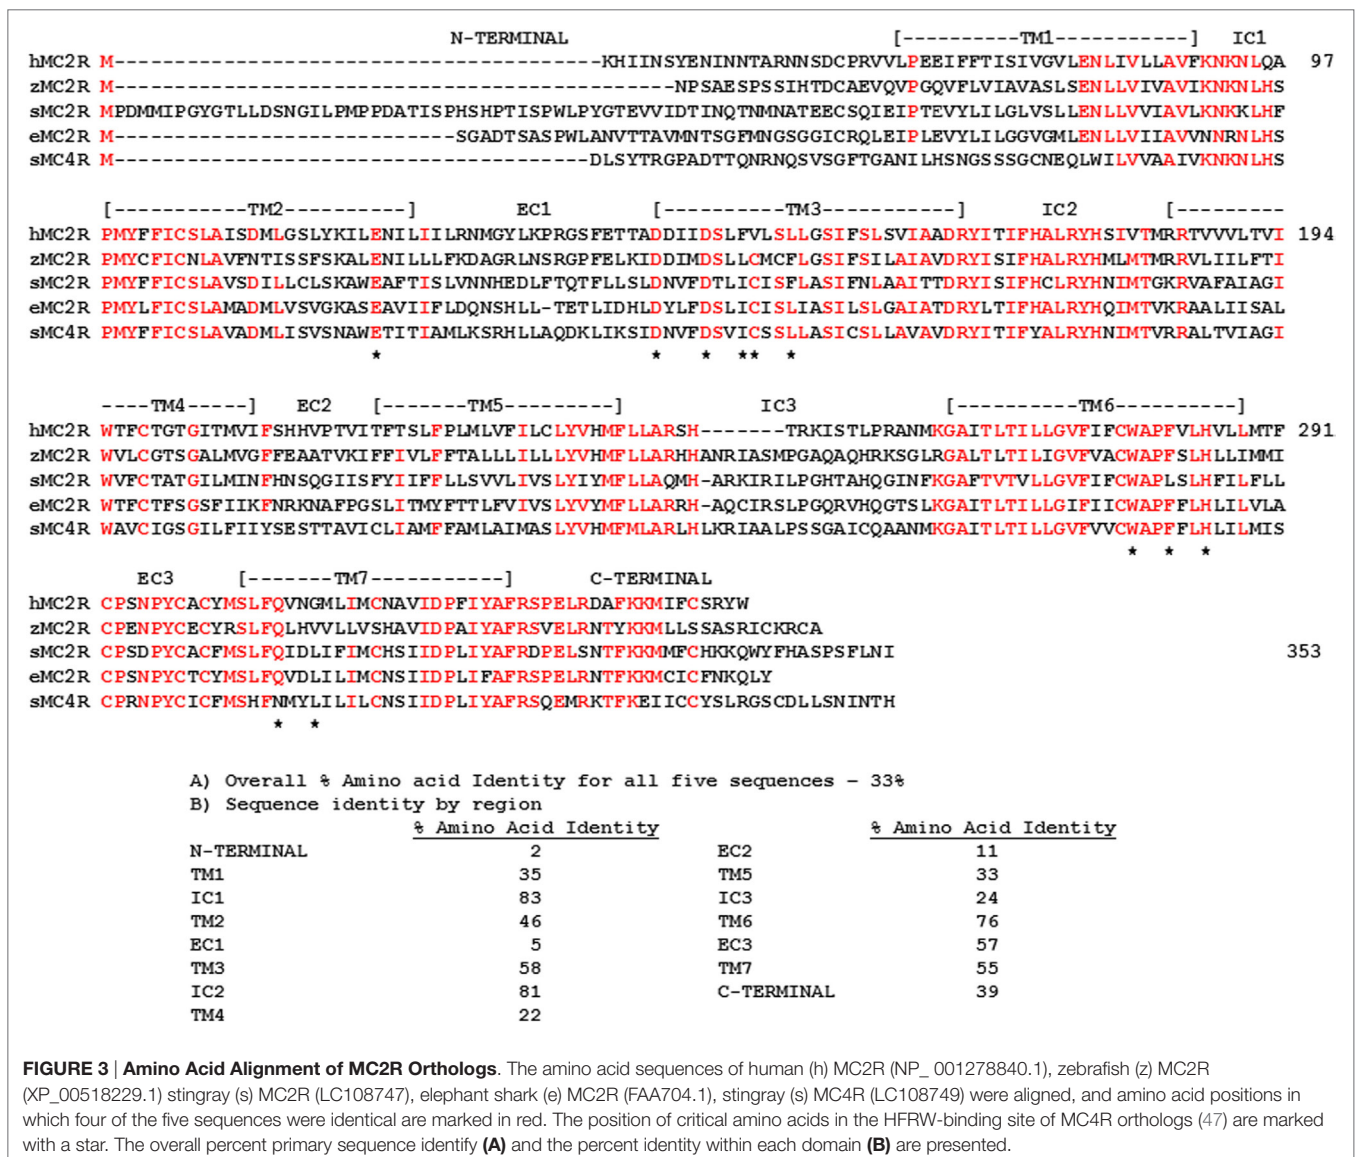 N-TERMINAL [----------TM1-----------] IC1
hMC2R M----------------------------------------KHIINSYENINNTARNNSDCPRVVLPEEIFFTISIVGVLENLIVLLAVFKNKNLQA 97
zMC2R M----------------------------------------------NPSAESPSSIHTDCAEVQVPGQVFLVIAVASLSENLLVIVAVIKNKNLHS
sMC2R MPDMMIPGYGTLLDSNGILPMPPDATISPHSHPTISPWLPYGTEVVIDTINQTNMNATEECSQIEIPTEVYLILGLVSLLENLLVIIAVLKNKKLHF
eMC2R M----------------------------SGADTSASPWLANVTTAVMNTSGFMNGSGGICRQLEIPLEVYLILGGVGMLENLLVIIAVVNNRNLHS
sMC4R M---------------------------------------DLSYTRGPADTTQNRNQSVSGFTGANILHSNGSSSGCNEQLWILVVAAIVKNKNLHS
[-----------TM2----------] EC1 [----------TM3-----------] IC2 [---------
hMC2R PMYFFICSLAISDMLGSLYKILENILIILRNMGYLKPRGSFETTADDIIDSLFVLSLLGSIFSLSVIAADRYITIFHALRYHSIVTMRRTVVVLTVI 194
zMC2R PMYCFICNLAVFNTISSFSKALENILLLFKDAGRLNSRGPFELKIDDIMDSLLCMCFLGSIFSILAIAVDRYISIFHALRYHMLMTMRRVLIILFTI
sMC2R PMYFFICSLAVSDILLCLSKAWEAFTISLVNNHEDLFTQTFLLSLDNVFDTLICISFLASIFNLAAITTDRYISIFHCLRYHNIMTGKRVAFAIAGI
eMC2R PMYLFICSLAMADMLVSVGKASEAVIIFLDQNSHLL-TETLIDHLDYLFDSLICSLIASILSLGAIATDRYLTIFHALRYHQIMTVKRAALIISAL
sMC4R PMYFFICSLAVADMLISVSNAWETITIAMLKSRHLLAQDKLIKSIDNVFDSVICSSLLASICSLLAVAVDRYITIFYALRYHNIMTVRRALTVIAGI
* * * ** *
----TM4-----] EC2 [-------TM5---------] IC3 [----------TM6----------]
hMC2R WTFCTGTGITMVIFSHHVPTVITFTSLFPLMLVFILCLYVHMFLLARSH-------TRKISTLPRANMKGAITLTILLGVFIFCWAPFVLHVLLMTF 291
zMC2R WVLCGTSGALMVGFFEAATVKIFFIVLFFTALLLILLLYVHMFLLARHHANRIASMPGAQAQHRKSGLRGALTLTILIGVFVACWAPFSLHLLIMMI
sMC2R WVFCTATGILMINFHNSQGIISFYIIFFLLSVVLIVSLYIYMFLLAQMH-ARKIRILPGHTAHQGINFKGAFTVTVLLGVFIFCWAPLSLHFILFLL
eMC2R WTFCTFSGSFIIKFNRKNAFPGSLITMYFTTLFVIVSLYVYMFLLARRH-AQCIRSLPGQRVHQGTSLKGAITLTILLGIFIICWAPFFLHLILVLA
sMC4R WAVCIGSGILFIIYSESTTAVICLIAMFFAMLAIMASLYVHMFMLARLHLKRIAALPSSGAICQAANMKGAITLTILLGVFVVCWAPFFLHLILMIS
* * *
EC3 [-------TM7-----------] C-TERMINAL
hMC2R CPSNPYCACYMSLFQVNGMLIMCNAVIDPFIYAFRSPELRDAFKKMIFCSRYW
zMC2R CPENPYCECYRSLFQLHVVLLVSHAVIDPAIYAFRSVELRNTYKKMLLSSASRICKRCA
sMC2R CPSDPYCACFMSLFQIDLIFIMCHSIIDPLIYAFRDPELSNTFKKMMFCHKKQWYFHASPSFLNI 353
eMC2R CPSNPYCTCYMSLFQVDLILIMCNSIIDPLIFAFRSPELRNTFKKMCICFNKQLY
sMC4R CPRNPYCICFMSHFNMYLILILCNSIIDPLIYAFRSQEMRKTFKEIICCYSLRGSCDLLSNINTH
* *
A) Overall % Amino acid Identity for all five sequences – 33%
B) Sequence identity by region
% Amino Acid Identity % Amino Acid Identity
N-TERMINAL 2 EC2 11
TM1 35 TM5 33
IC1 83 IC3 24
TM2 46 TM6 76
EC1 5 EC3 57
TM3 58 TM7 55
IC2 81 C-TERMINAL 39
TM4 22
FIGURE 3 | Amino Acid Alignment of MC2R Orthologs. The amino acid sequences of human (h) MC2R (NP_ 001278840.1), zebrafish (z) MC2R
(XP_00518229.1) stingray (s) MC2R (LC108747), elephant shark (e) MC2R (FAA704.1), stingray (s) MC4R (LC108749) were aligned, and amino acid positions in
which four of the five sequences were identical are marked in red. The position of critical amino acids in the HFRW-binding site of MC4R orthologs (47) are marked
with a star. The overall percent primary sequence identify (A) and the percent identity within each domain (B) are presented.